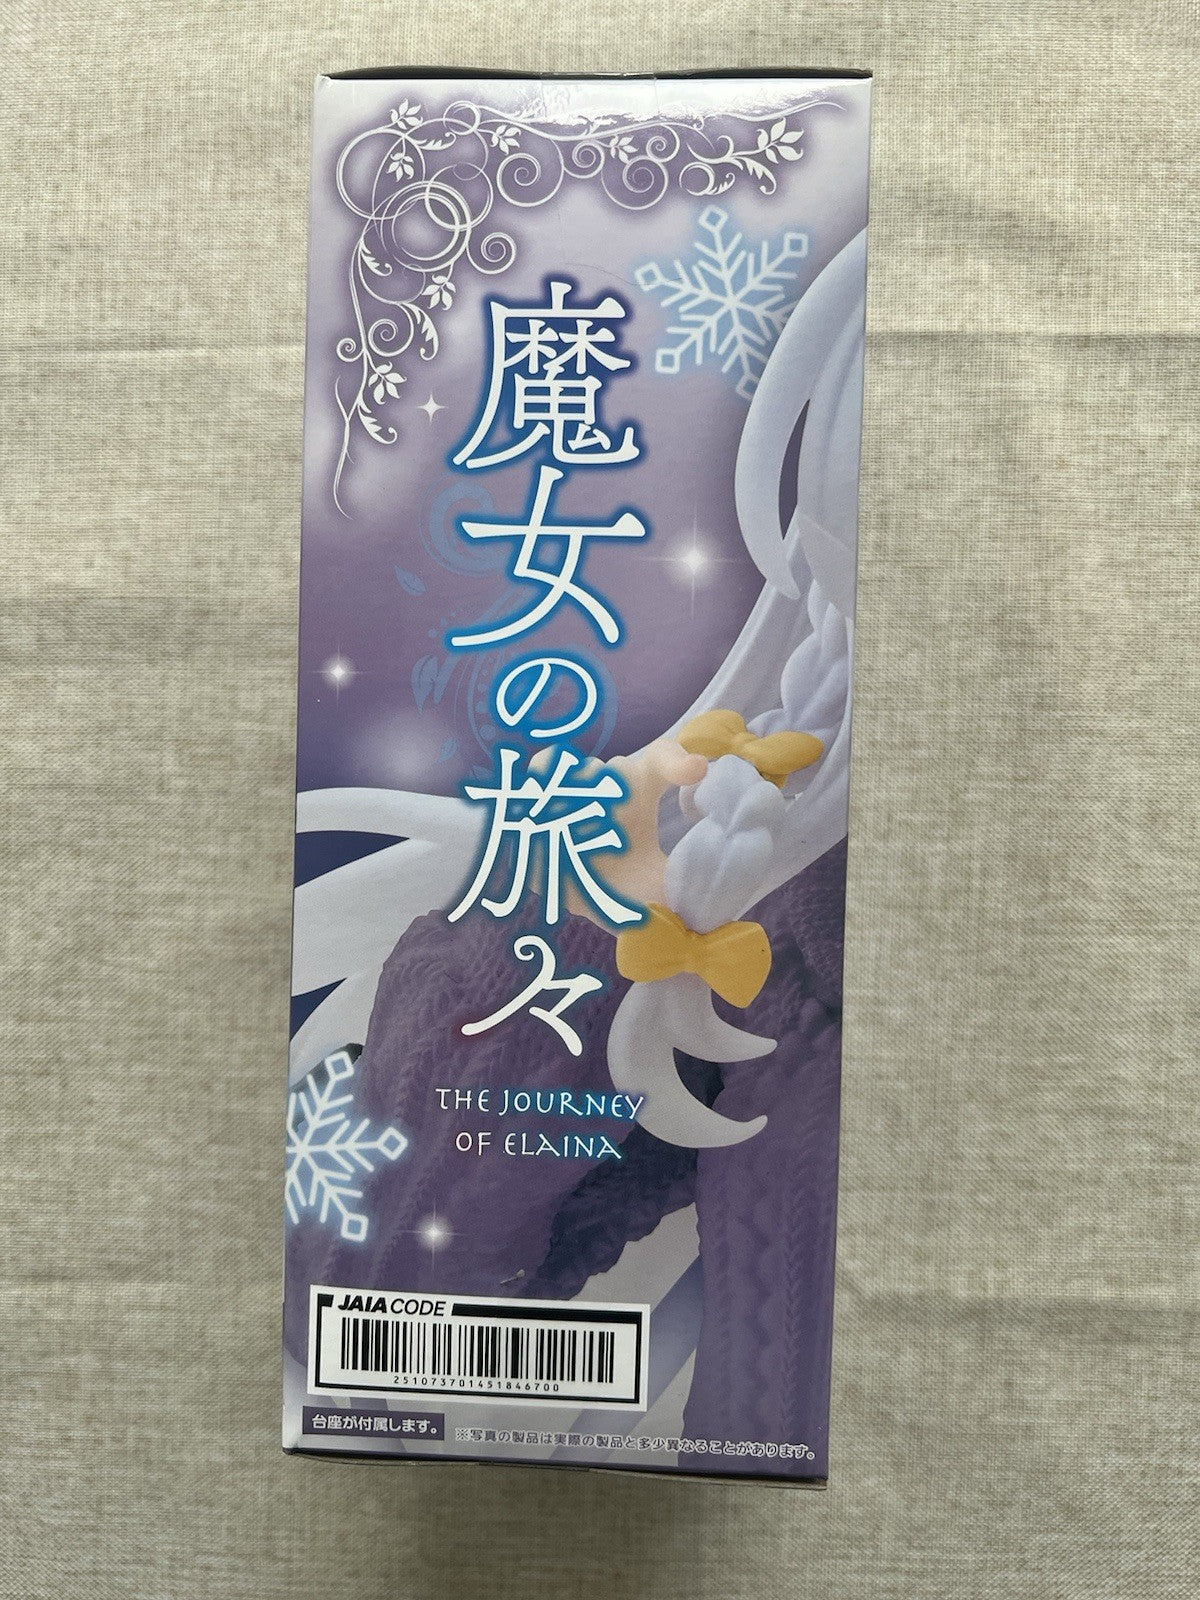 魔女の旅々
THE JOURNEY
OF ELAINA
JAIA CODE
251073701451846700
台座が付属します。
※写真の製品は実際の製品と多少異なることがあります。